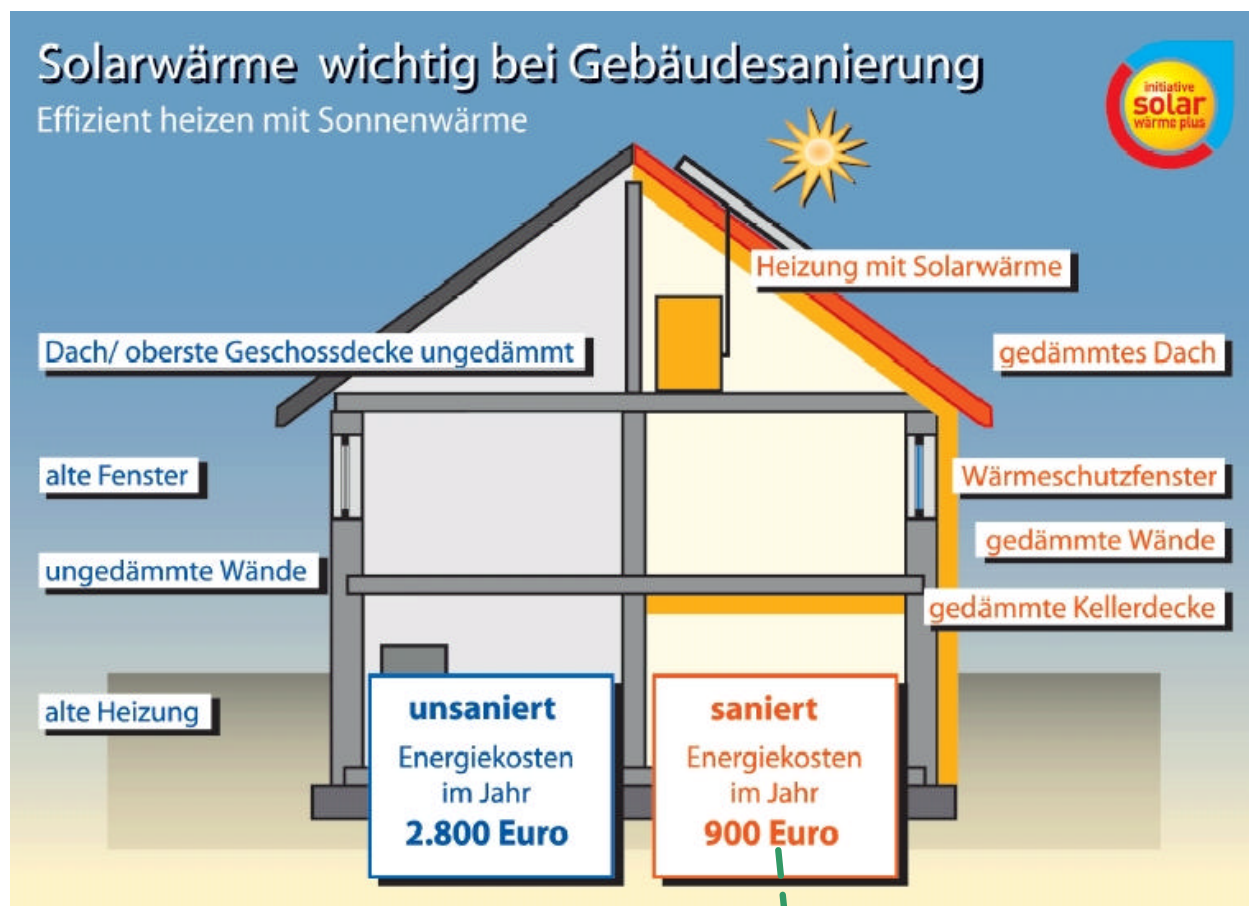 Solarwärme wichtig bei Gebäudesanierung
Effizient heizen mit Sonnenwärme
initiative
solar
wärme plus
Heizung mit Solarwärme
Dach/ oberste Geschossdecke ungedämmt
gedämmtes Dach
alte Fenster
Wärmeschutzfenster
gedämmte Wände
ungedämmte Wände
gedämmte Kellerdecke
alte Heizung
unsaniert
Energiekosten
im Jahr
2.800 Euro
saniert
Energiekosten
im Jahr
900 Euro